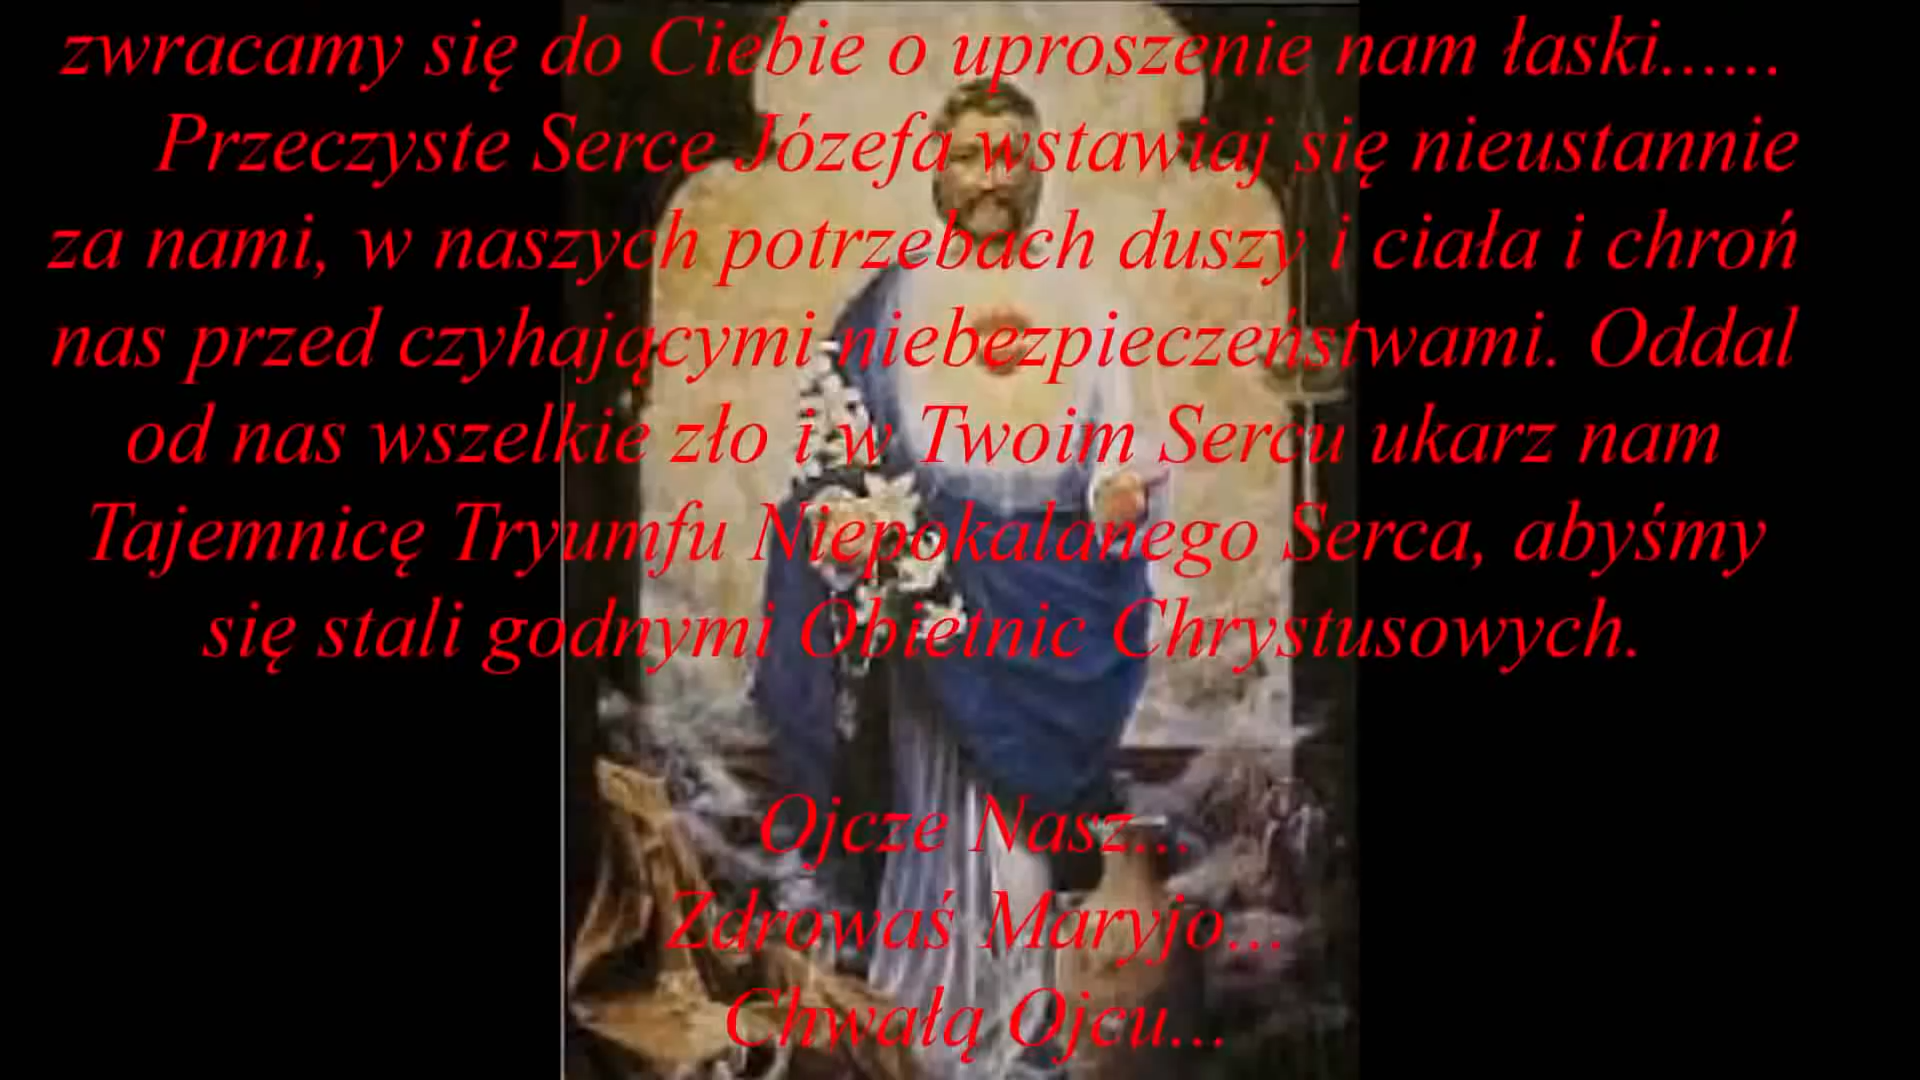 zwracamy się do Ciebie o uproszenie nam łaski......
Przeczyste Serce Józefa wstawiaj się nieustannie
za nami, w naszych potrzebach duszy i ciała i chroń
nas przed czyhającymi niebezpieczeństwami. Oddal
od nas wszelkie zło i w Twoim Sercu ukarz nam
Tajemnicę Tryumfu Niepokalanego Serca, abyśmy
się stali godnymi Obietnic Chrystusowych.
Ojcze Nasz...
Zdrowaś Maryjo...
Chwałą Ojcu...